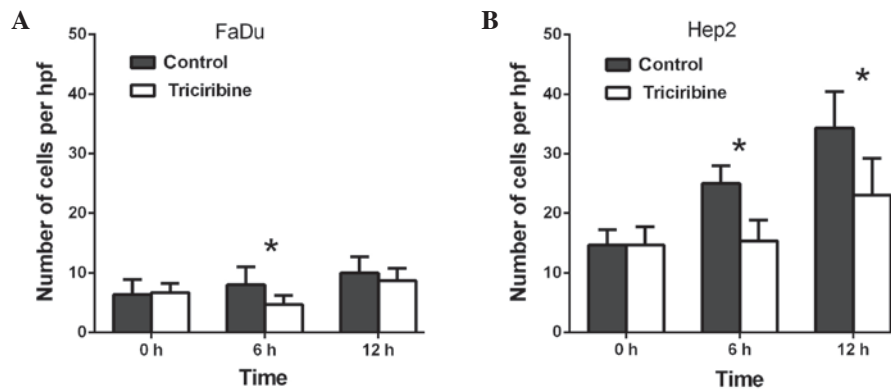 A
FaDu
Number of cells per hpf
50
40
30
20
10
0
Control
Triciribine
*
0 h
6 h
12 h
Time
B
Hep2
Number of cells per hpf
50
40
30
20
10
0
Control
Triciribine
*
*
0 h
6 h
12 h
Time